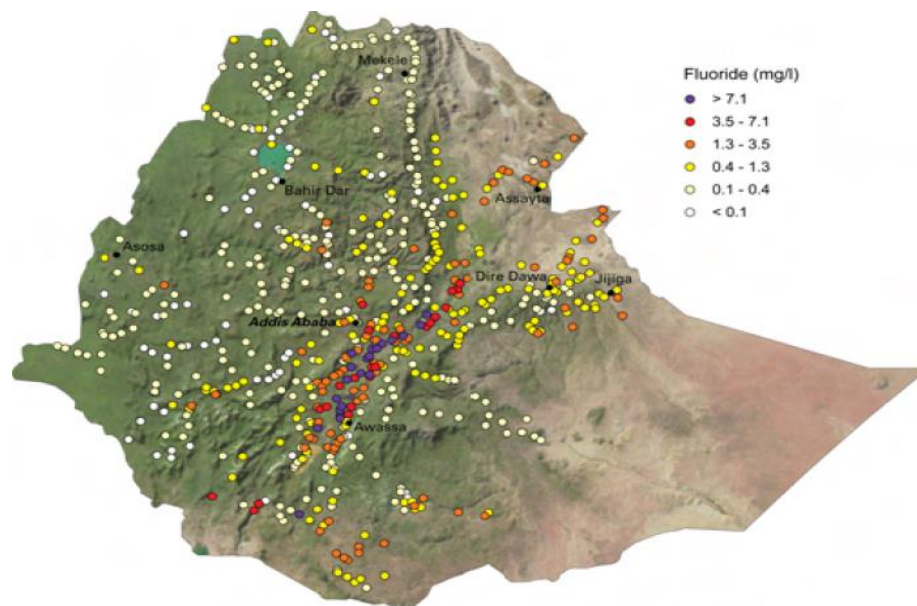 Mekele
Fluoride (mg/l)
> 7.1
3.5 - 7.1
1.3 - 3.5
0.4 - 1.3
0.1 - 0.4
< 0.1
Bahir Dar
Assayta
Asosa
Dire Dawa
Jijiga
Addis Ababa
Awassa